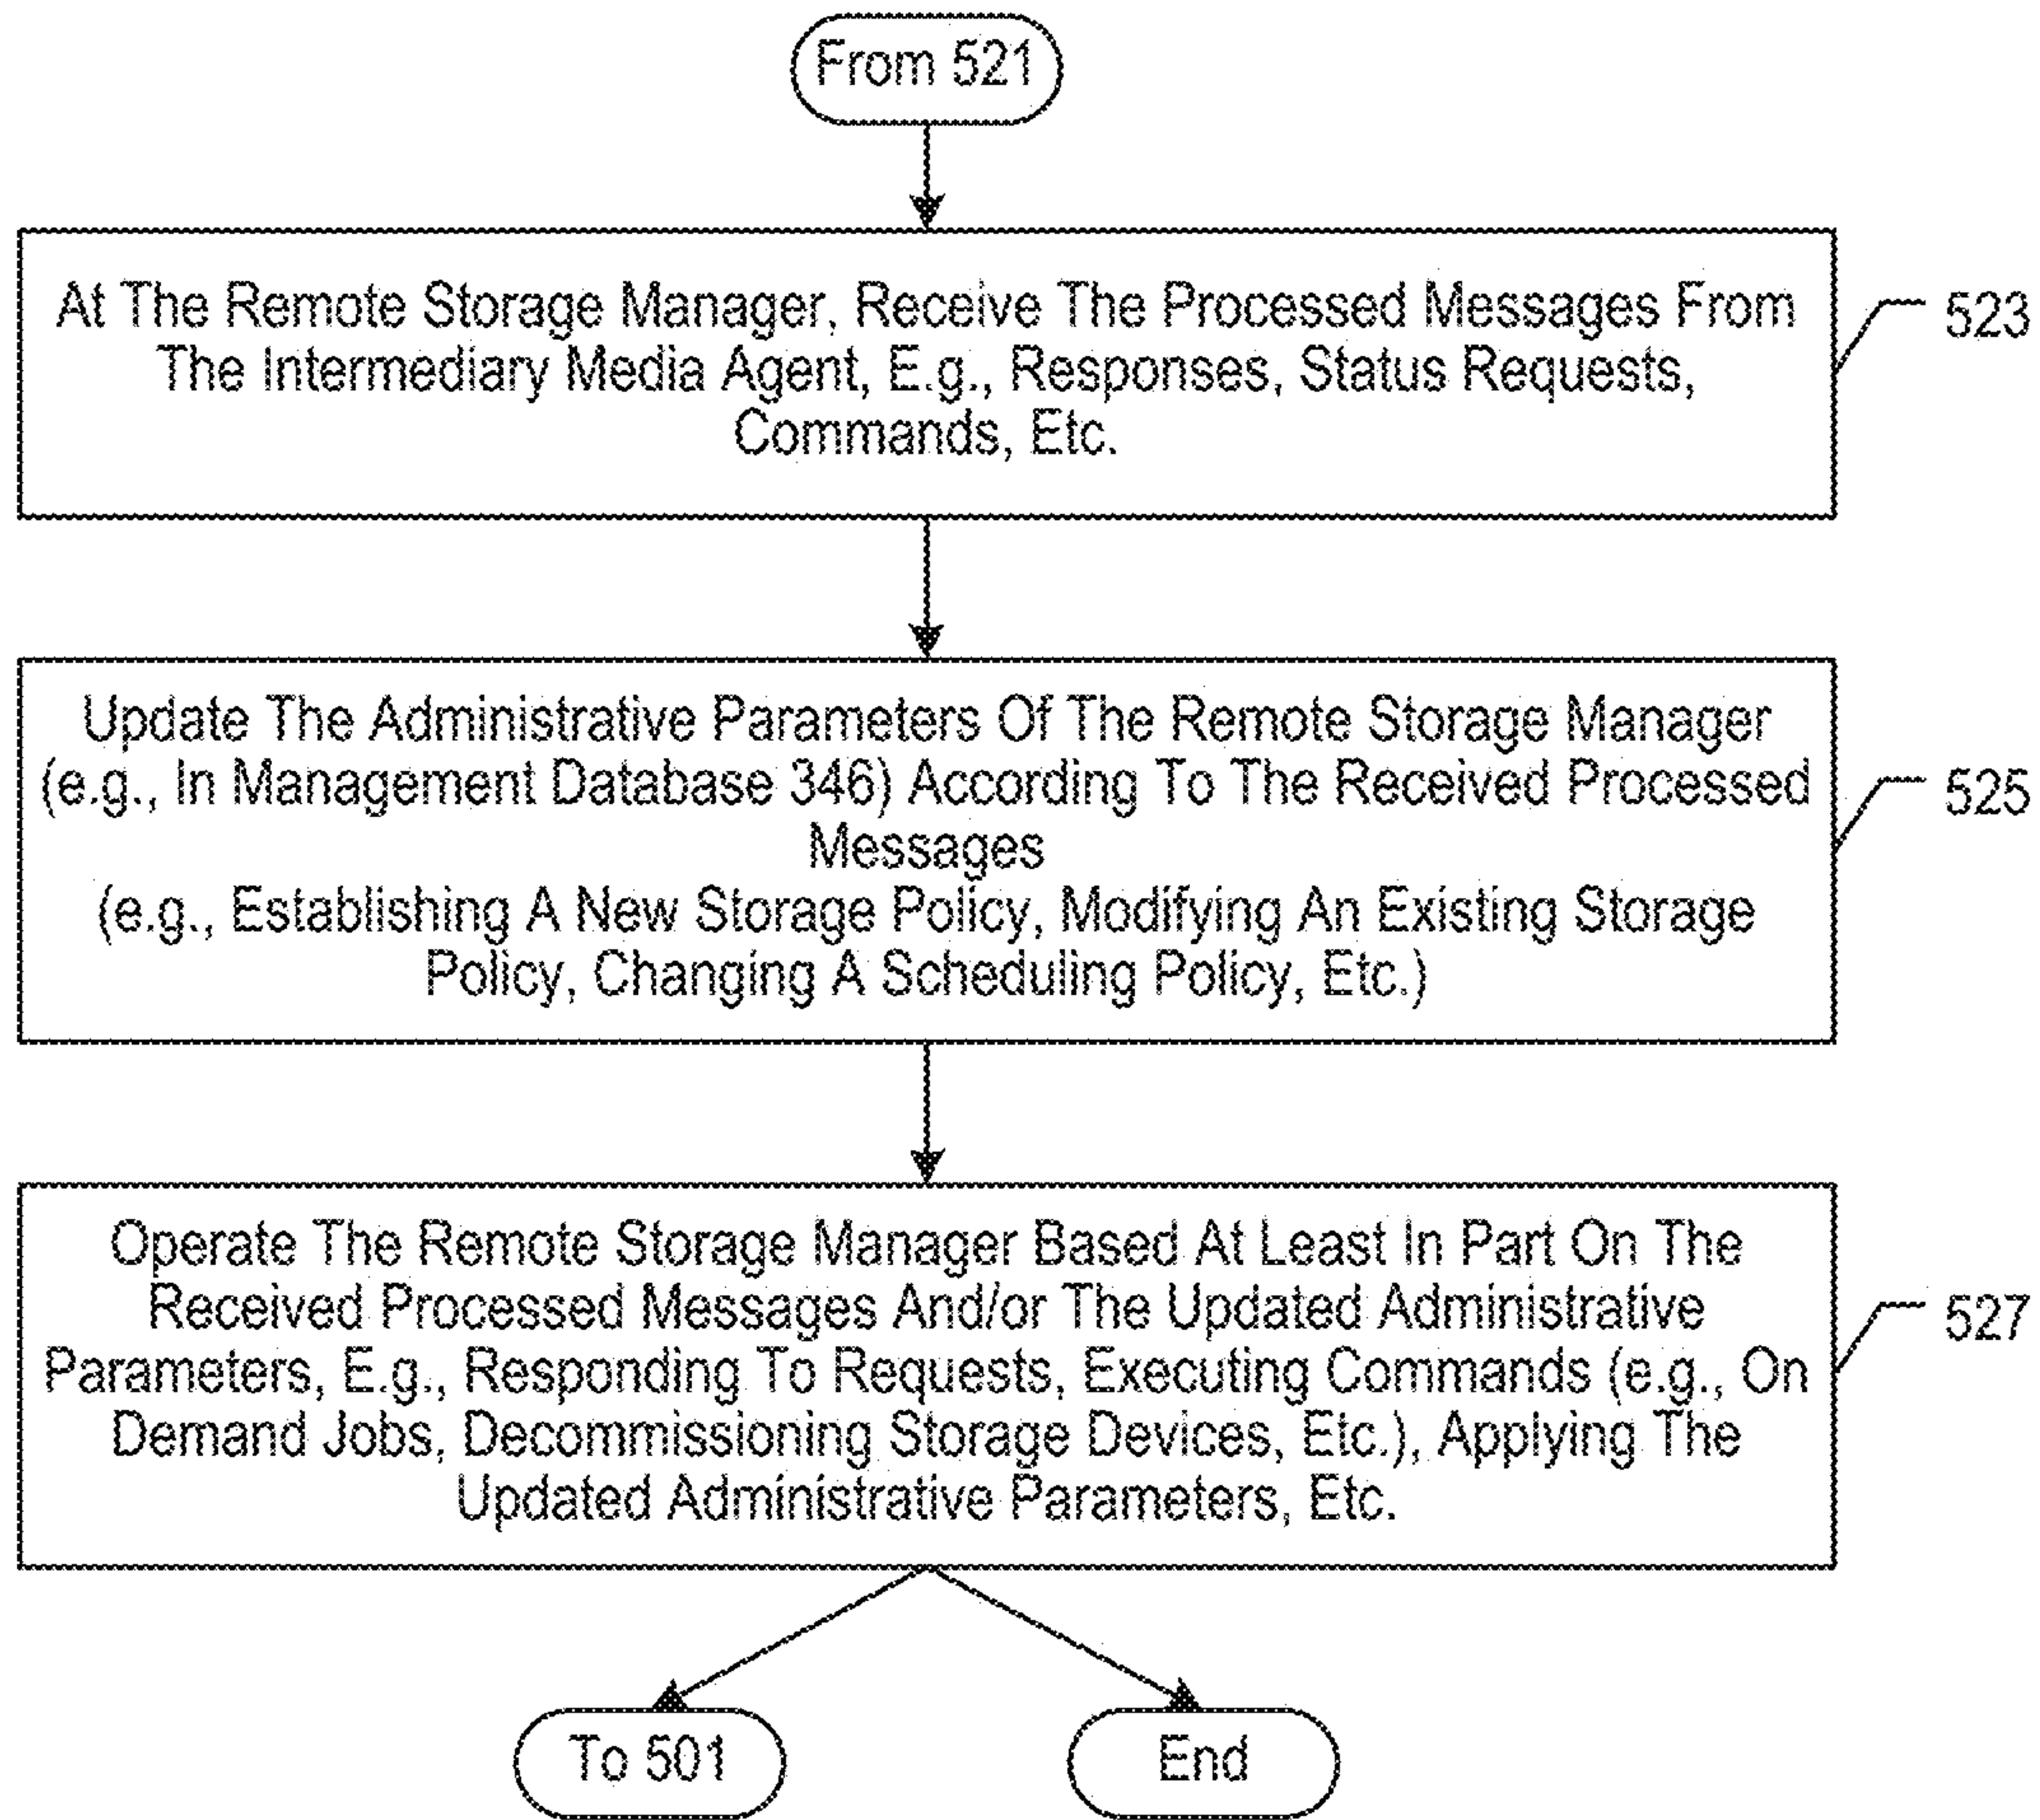 From 521
At The Remote Storage Manager, Receive The Processed Messages From
The Intermediary Media Agent, E.g., Responses, Status Requests,
Commands, Etc.
523
Update The Administrative Parameters Of The Remote Storage Manager
(e.g., In Management Database 346) According To The Received Processed
Messages
(e.g., Establishing A New Storage Policy, Modifying An Existing Storage
Policy, Changing A Scheduling Policy, Etc.)
525
Operate The Remote Storage Manager Based At Least In Part On The
Received Processed Messages And/or The Updated Administrative
Parameters, E.g., Responding To Requests, Executing Commands (e.g., On
Demand Jobs, Decommissioning Storage Devices, Etc.), Applying The
Updated Administrative Parameters, Etc.
527
To 501
End